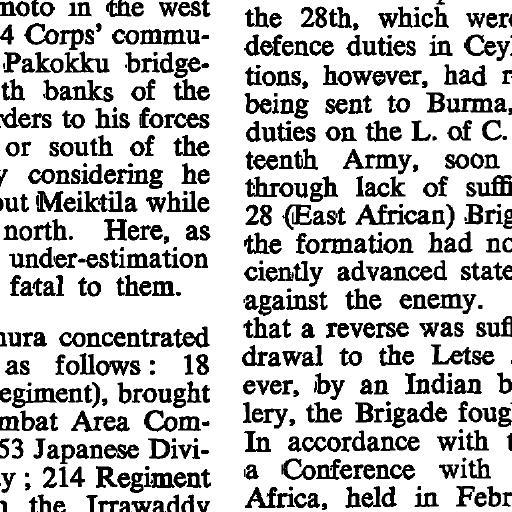 moto in the west
4 Corps' commu-
Pakokku bridge-
th banks of the
rders to his forces
or south of the
y considering he
out Meiktila while
north. Here, as
under-estimation
fatal to them.
mura concentrated
as follows: 18
egiment), brought
mbat Area Com-
53 Japanese Divi-
y; 214 Regiment
the Irrawaddy
the 28th, which were
defence duties in Cey
tions, however, had r
being sent to Burma,
duties on the L. of C.
teenth Army, soon
through lack of suffi
28 (East African) Brig
the formation had no
ciently advanced state
against the enemy.
that a reverse was suf
drawal to the Letse
ever, by an Indian b
lery, the Brigade foug
In accordance with t
a Conference with
Africa, held in Febr